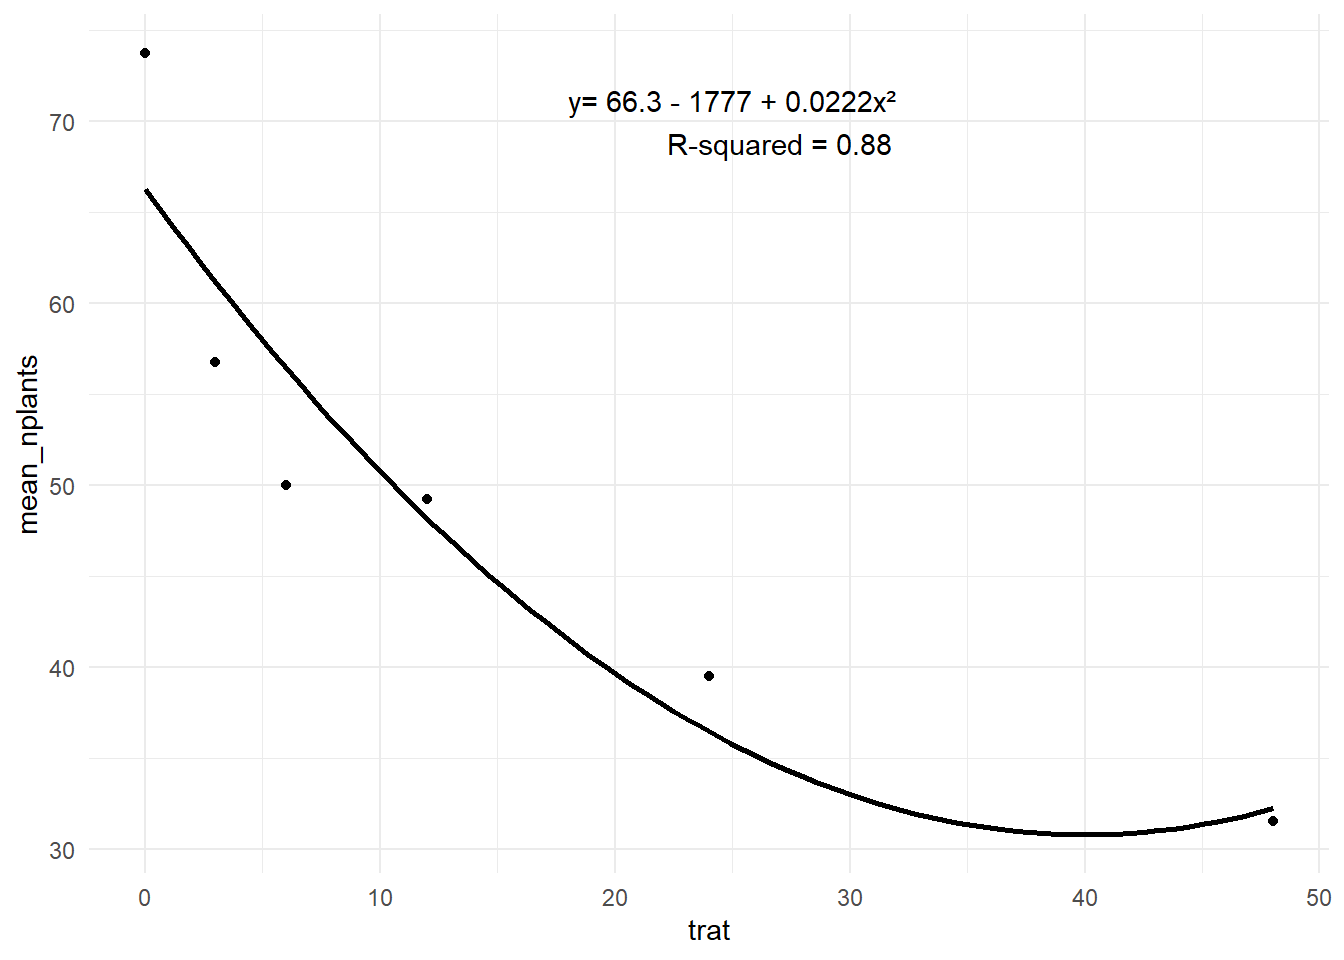 y= 66.3 - 1777 + 0.0222x²
R-squared = 0.88
70
60
50
40
30
mean_nplants
0 10 20 30 40 50
trat